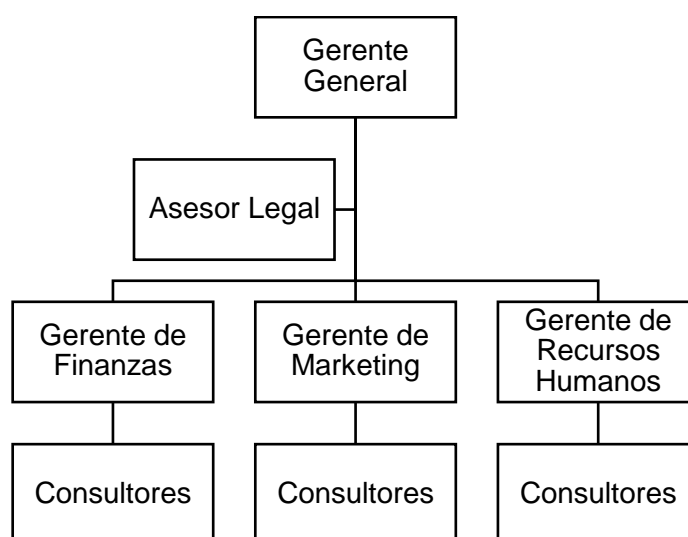 Gerente
General
Asesor Legal
Gerente de
Finanzas
Gerente de
Marketing
Gerente de
Recursos
Humanos
Consultores
Consultores
Consultores